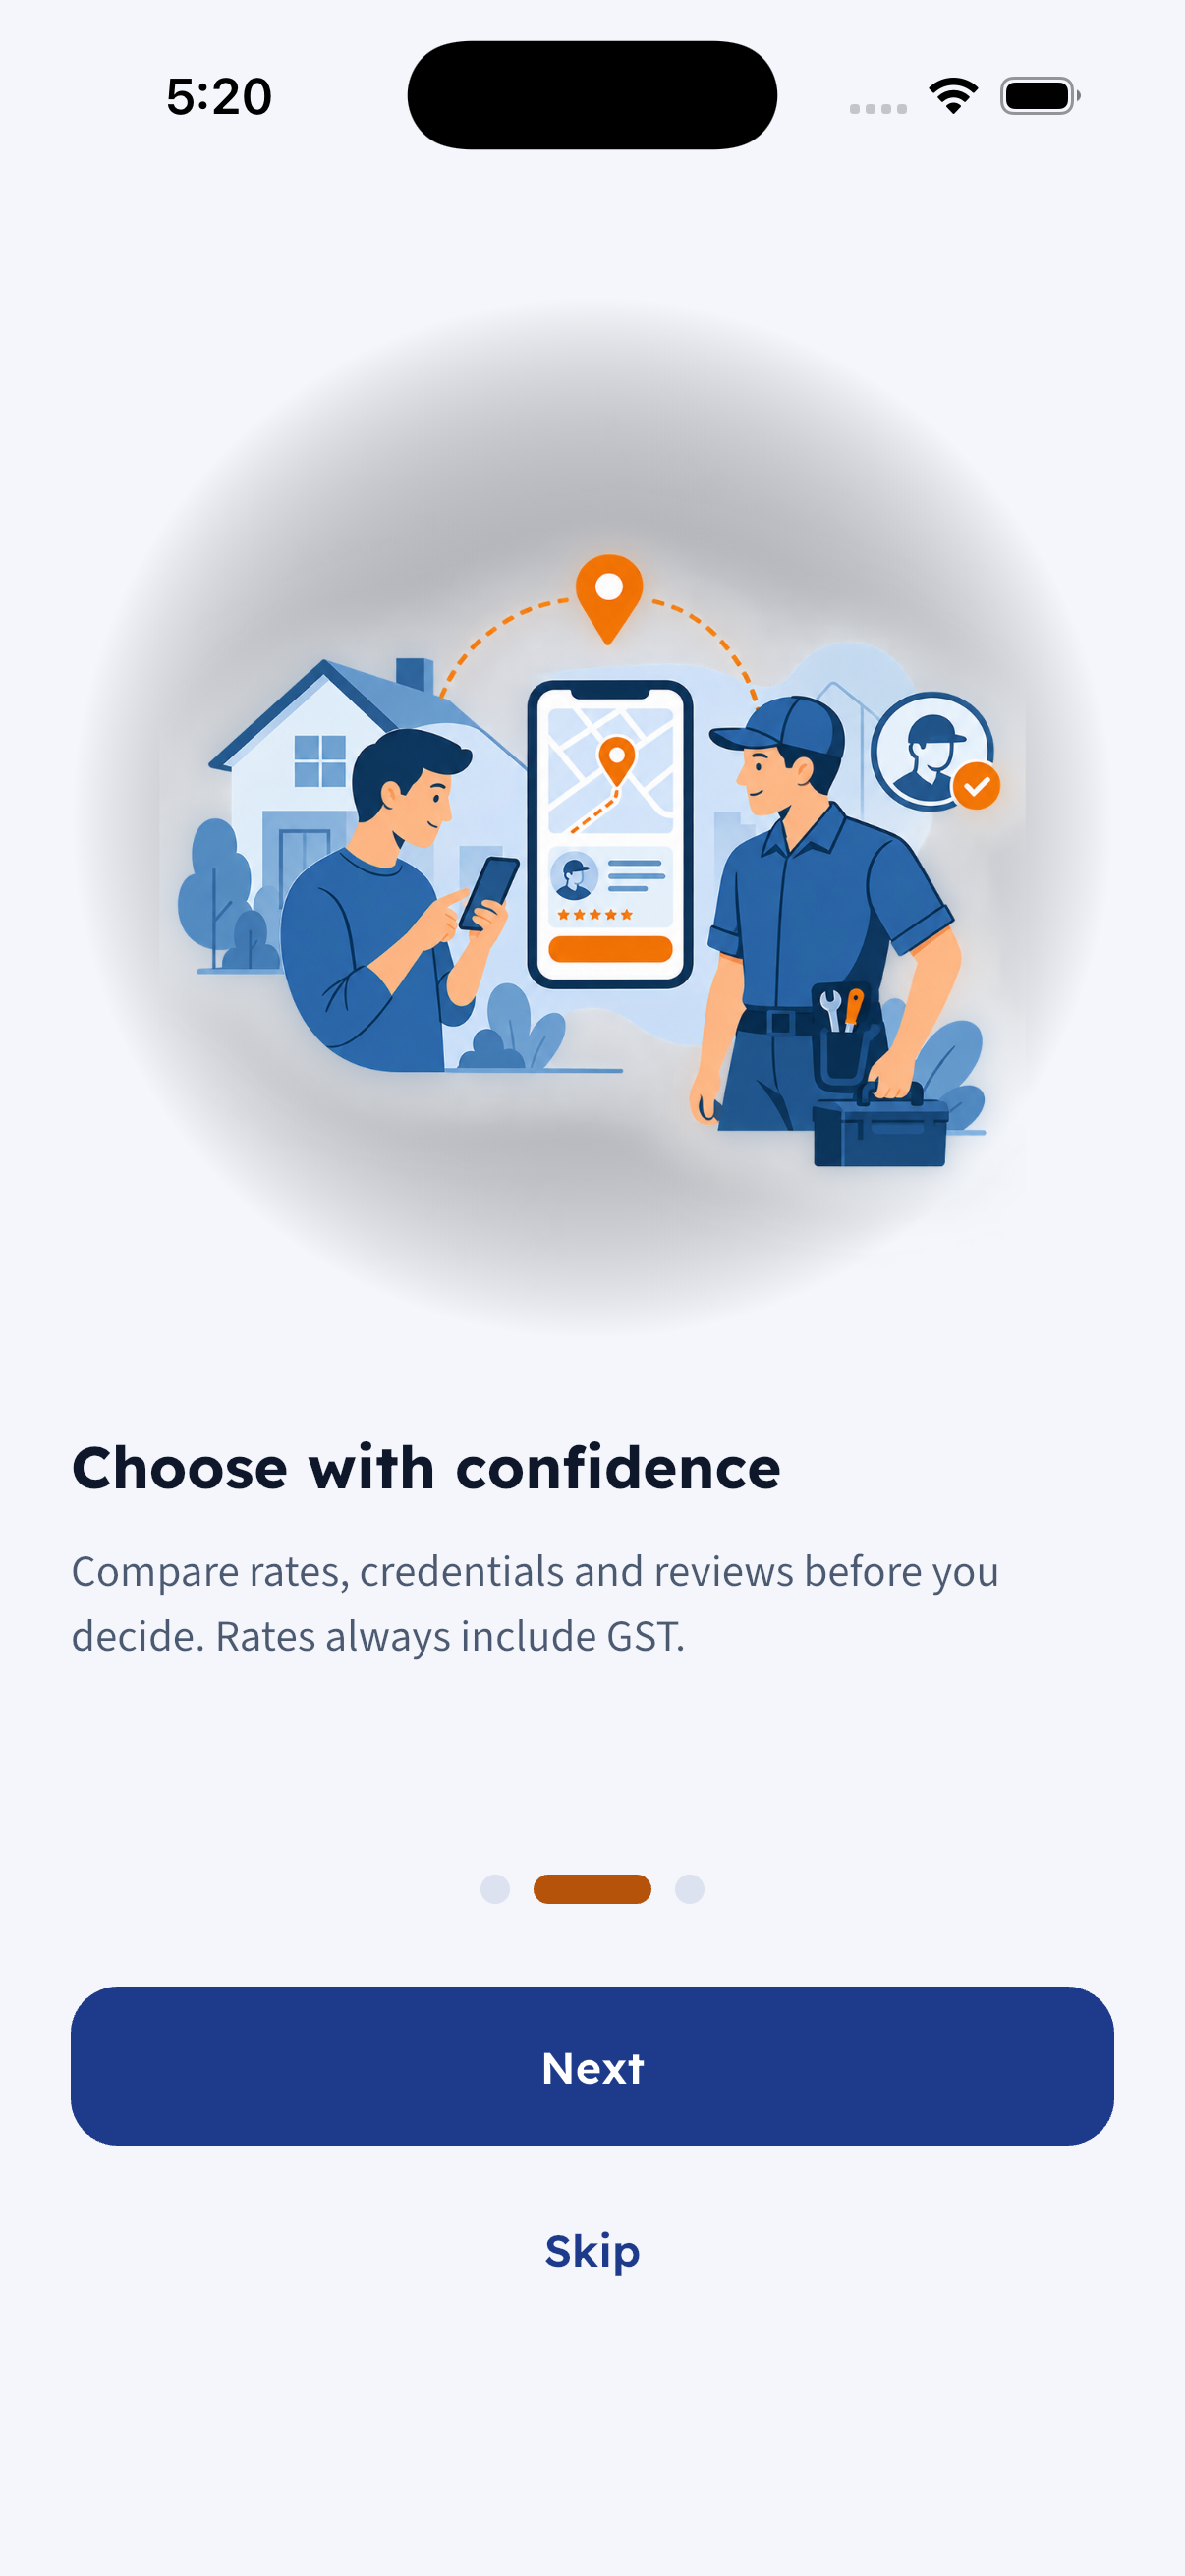 5:20
Choose with confidence
Compare rates, credentials and reviews before you
decide. Rates always include GST.
Next
Skip